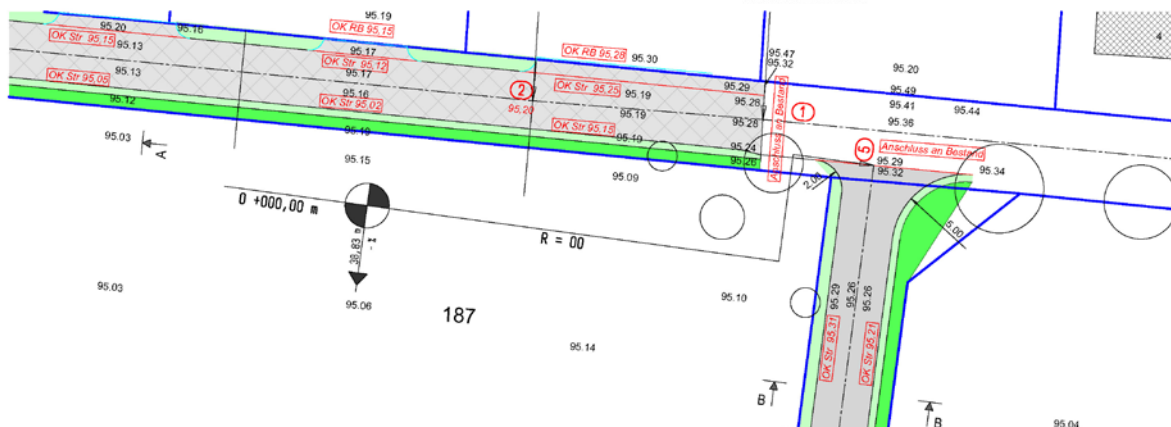 95.19
OK RB 95,15
95.20
95.16
OK Str 95,15
95.13
95.17
OK Str 95,12
95.17
OK RB 95,28
95.30
95.47
95.32
95.20
4
95.13
OK Str 95,05
95.12
95.16
OK Str 95,02
95.19
2
95.20
OK Str 95,25
95.19
95.29
95.28
95.49
95.41
95.44
1
95.36
95.19
95.28
OK Str 95,15
95.19
95.24
95.26
Anschluss an Bestand
5
Anschluss an Bestand
95.29
95.32
95.34
95.03
A
95.15
95.09
2,00
5,00
0 +000,00 m
38,83 m
R = 00
95.03
95.06
187
95.10
95.14
95.29
95.26
95.26
OK Str 95,31
OK Str 95,21
B
B
95.04